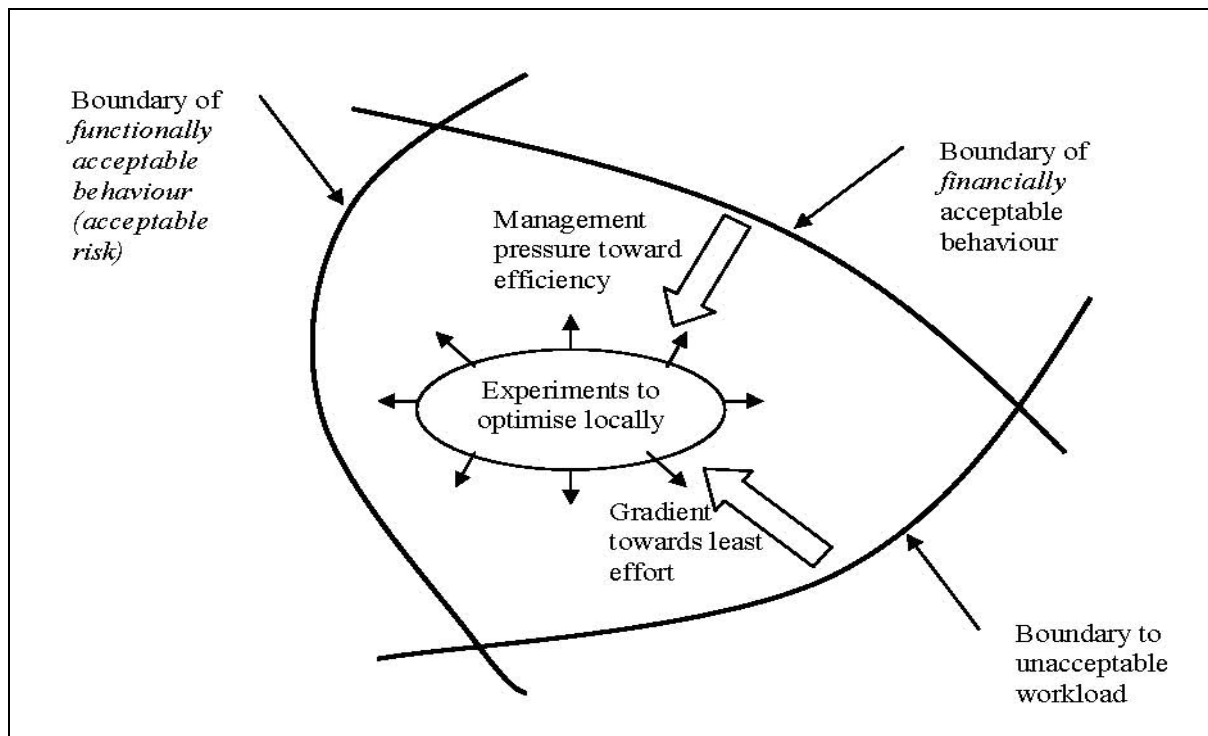 Boundary of
functionally
acceptable
behaviour
(acceptable
risk)
Boundary of
financially
acceptable
behaviour
Management
pressure toward
efficiency
Experiments to
optimise locally
Gradient
towards least
effort
Boundary to
unacceptable
workload